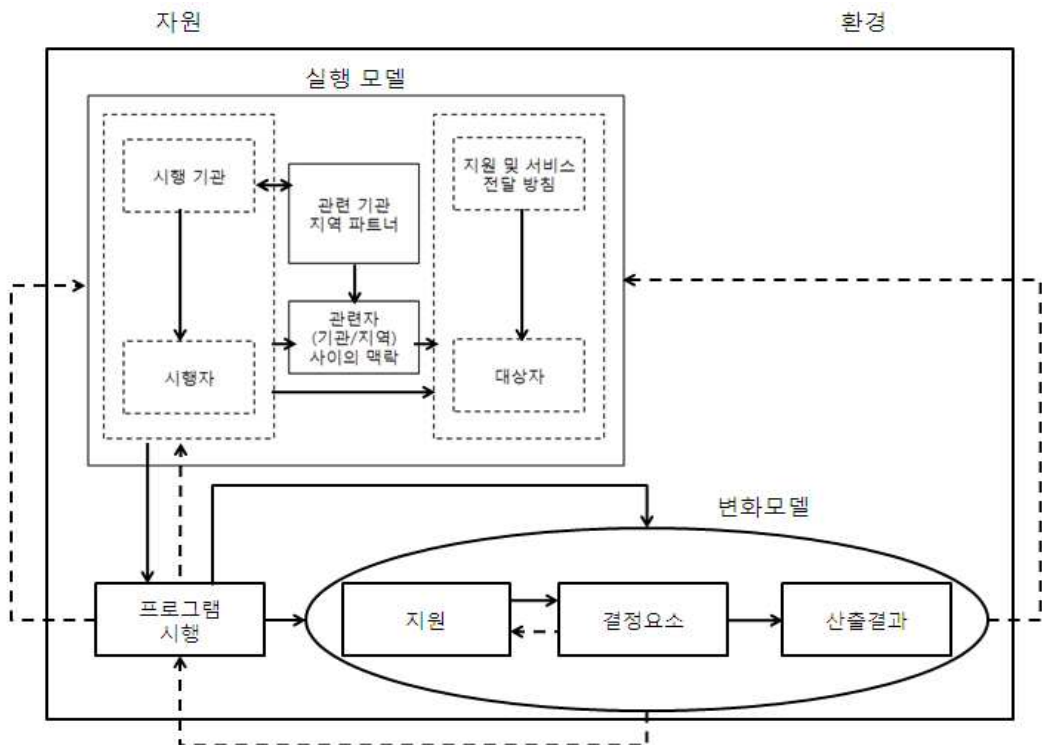 자원
환경
실행 모델
시행 기관
관련 기관
지역 파트너
지원 및 서비스
전달 방침
관련자
(기관/지역)
사이의 맥락
시행자
대상자
변화모델
프로그램
시행
지원
결정요소
산출결과